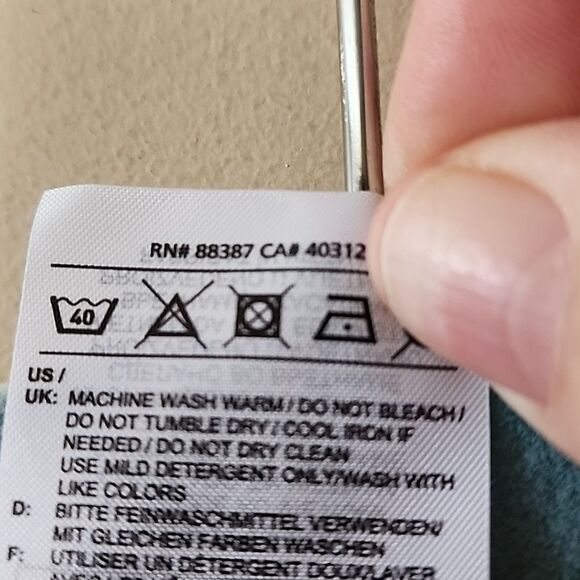 RN# 88387 CA# 40312
40
US /
UK: MACHINE WASH WARM / DO NOT BLEACH /
DO NOT TUMBLE DRY / COOL IRON IF
NEEDED / DO NOT DRY CLEAN
USE MILD DETERGENT ONLY/WASH WITH
LIKE COLORS
D: BITTE FEINWASCHMITTEL VERWENDEN/
MIT GLEICHEN FARBEN WASCHEN
F: UTILISER UN DÉTERGENT DOUX/LAVER